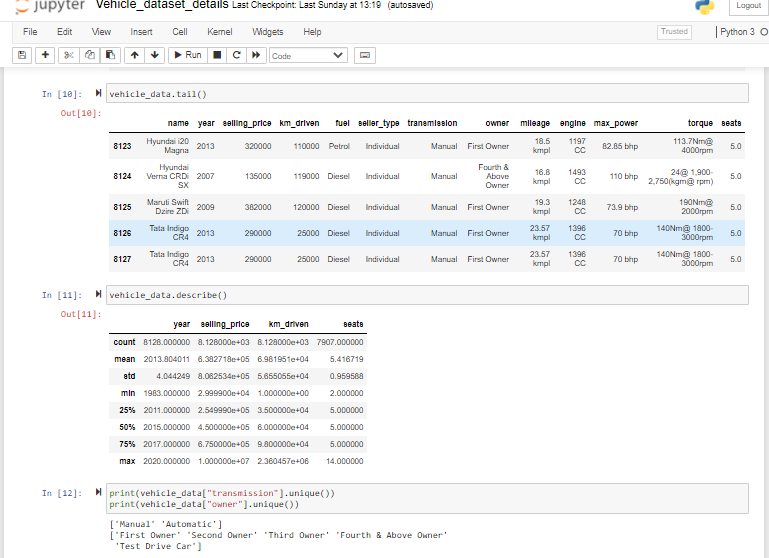 jupyter Vehicle_dataset_details Last Checkpoint: Last Sunday at 13:19 (autosaved)
Logout
File Edit View Insert Cell Kernel Widgets Help
Trusted Python 3
Run Code
In [10]: vehicle_data.tail()
Out[10]:
name year selling_price km_driven fuel seller_type transmission owner mileage engine max_power torque seats
8123 Hyundai i20 Magna 2013 320000 110000 Petrol Individual Manual First Owner 18.5 kmpl 1197 CC 82.85 bhp 113.7Nm@ 4000rpm 5.0
8124 Hyundai Verna CRDi SX 2007 135000 119000 Diesel Individual Manual Fourth & Above Owner 16.8 kmpl 1493 CC 110 bhp 24@ 1,900-2,750(kgm@ rpm) 5.0
8125 Maruti Swift Dzire ZDi 2009 382000 120000 Diesel Individual Manual First Owner 19.3 kmpl 1248 CC 73.9 bhp 190Nm@ 2000rpm 5.0
8126 Tata Indigo CR4 2013 290000 25000 Diesel Individual Manual First Owner 23.57 kmpl 1396 CC 70 bhp 140Nm@ 1800-3000rpm 5.0
8127 Tata Indigo CR4 2013 290000 25000 Diesel Individual Manual First Owner 23.57 kmpl 1396 CC 70 bhp 140Nm@ 1800-3000rpm 5.0
In [11]: vehicle_data.describe()
Out[11]:
year selling_price km_driven seats
count 8128.000000 8.128000e+03 8.128000e+03 7907.000000
mean 2013.804011 6.382718e+05 6.981951e+04 5.416719
std 4.044249 8.062534e+05 5.655055e+04 0.959588
min 1983.000000 2.999900e+04 1.000000e+00 2.000000
25% 2011.000000 2.549990e+05 3.500000e+04 5.000000
50% 2015.000000 4.500000e+05 6.000000e+04 5.000000
75% 2017.000000 6.750000e+05 9.800000e+04 5.000000
max 2020.000000 1.000000e+07 2.360457e+06 14.000000
In [12]: print(vehicle_data["transmission"].unique())
print(vehicle_data["owner"].unique())
['Manual' 'Automatic']
['First Owner' 'Second Owner' 'Third Owner' 'Fourth & Above Owner'
'Test Drive Car']